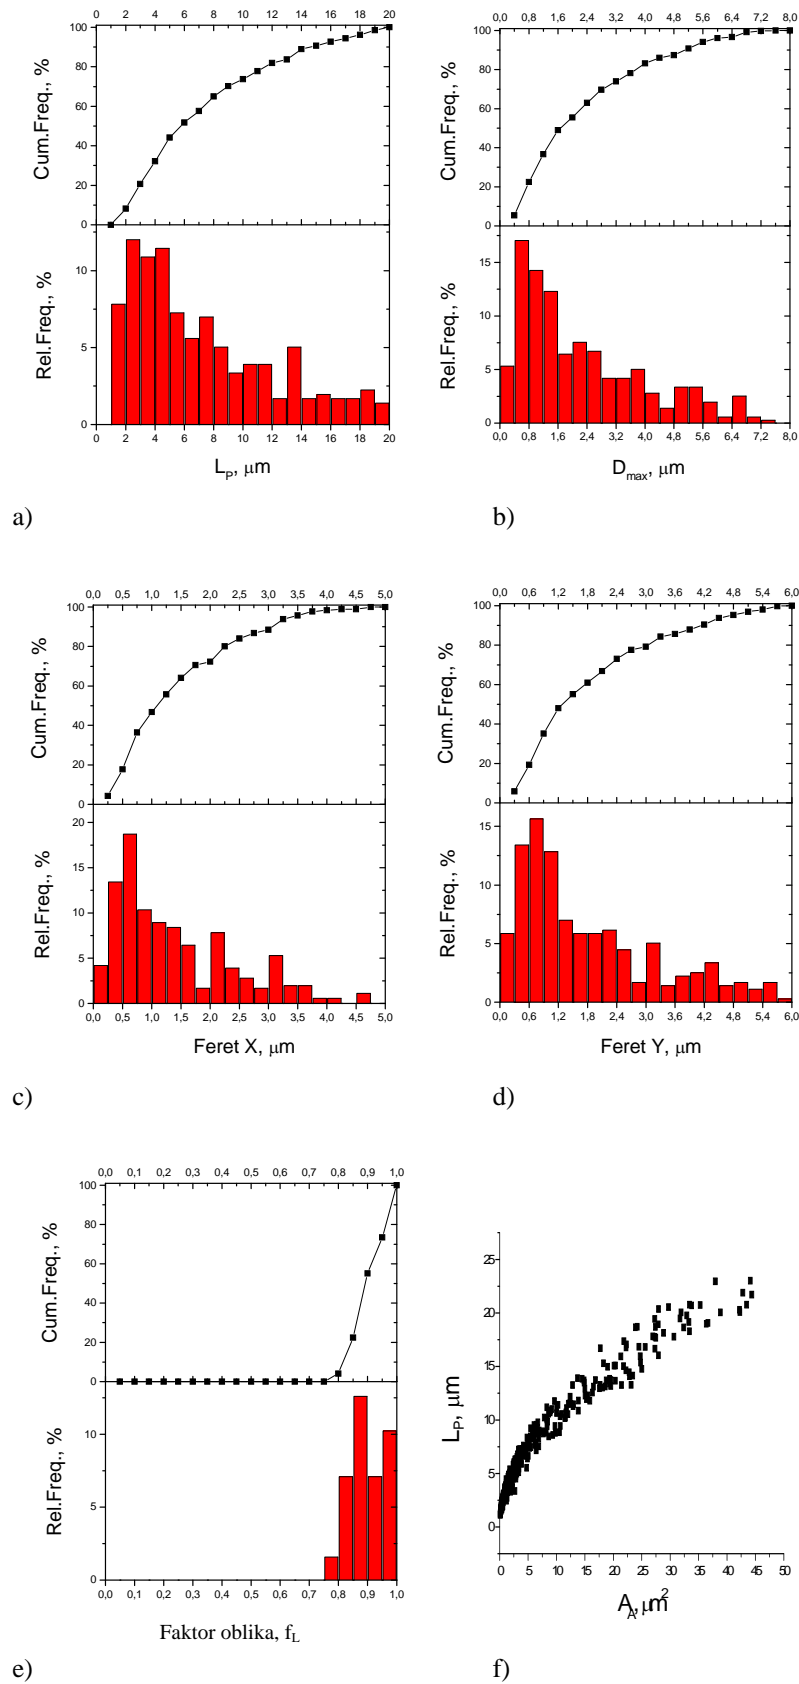 0 2 4 6 8 10 12 14 16 18 20
100
80
60
40
20
0
Cum.Freq., %
10
5
0
Rel.Freq., %
0 2 4 6 8 10 12 14 16 18 20
L_P, μm
a)
0,0 0,8 1,6 2,4 3,2 4,0 4,8 5,6 6,4 7,2 8,0
100
80
60
40
20
0
Cum.Freq., %
15
10
5
0
Rel.Freq., %
0,0 0,8 1,6 2,4 3,2 4,0 4,8 5,6 6,4 7,2 8,0
D_max, μm
b)
0,0 0,5 1,0 1,5 2,0 2,5 3,0 3,5 4,0 4,5 5,0
100
80
60
40
20
0
Cum.Freq., %
20
15
10
5
0
Rel.Freq., %
0,0 0,5 1,0 1,5 2,0 2,5 3,0 3,5 4,0 4,5 5,0
Feret X, μm
c)
0,0 0,6 1,2 1,8 2,4 3,0 3,6 4,2 4,8 5,4 6,0
100
80
60
40
20
0
Cum.Freq., %
15
10
5
0
Rel.Freq., %
0,0 0,6 1,2 1,8 2,4 3,0 3,6 4,2 4,8 5,4 6,0
Feret Y, μm
d)
0,0 0,1 0,2 0,3 0,4 0,5 0,6 0,7 0,8 0,9 1,0
100
80
60
40
20
0
Cum.Freq., %
10
5
0
Rel.Freq., %
0,0 0,1 0,2 0,3 0,4 0,5 0,6 0,7 0,8 0,9 1,0
Faktor oblika, f_L
e)
25
20
15
10
5
0
L_P, μm
0 5 10 15 20 25 30 35 40 45 50
A_A, μm²
f)